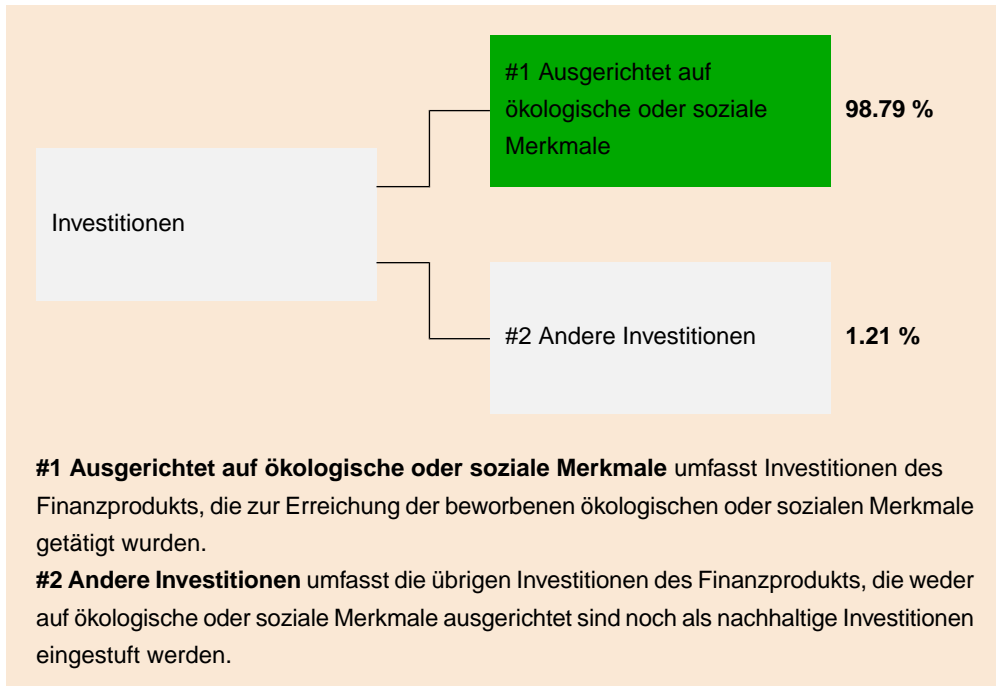 #1 Ausgerichtet auf
ökologische oder soziale
Merkmale
98.79 %
Investitionen
#2 Andere Investitionen
1.21 %
#1 Ausgerichtet auf ökologische oder soziale Merkmale umfasst Investitionen des
Finanzprodukts, die zur Erreichung der beworbenen ökologischen oder sozialen Merkmale
getätigt wurden.
#2 Andere Investitionen umfasst die übrigen Investitionen des Finanzprodukts, die weder
auf ökologische oder soziale Merkmale ausgerichtet sind noch als nachhaltige Investitionen
eingestuft werden.